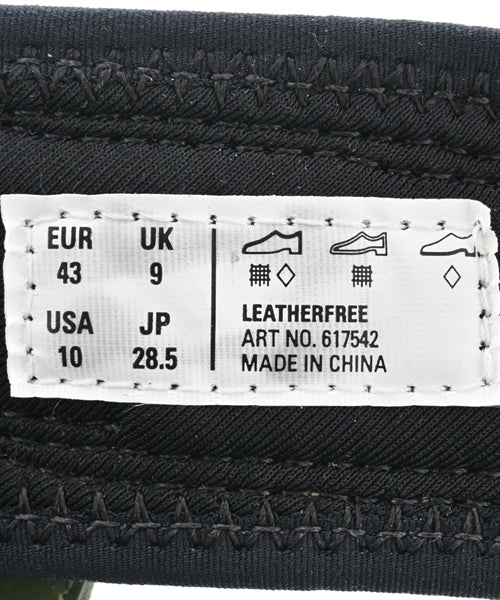 EUR UK
43 9
USA JP
10 28.5
LEATHERFREE
ART NO. 617542
MADE IN CHINA